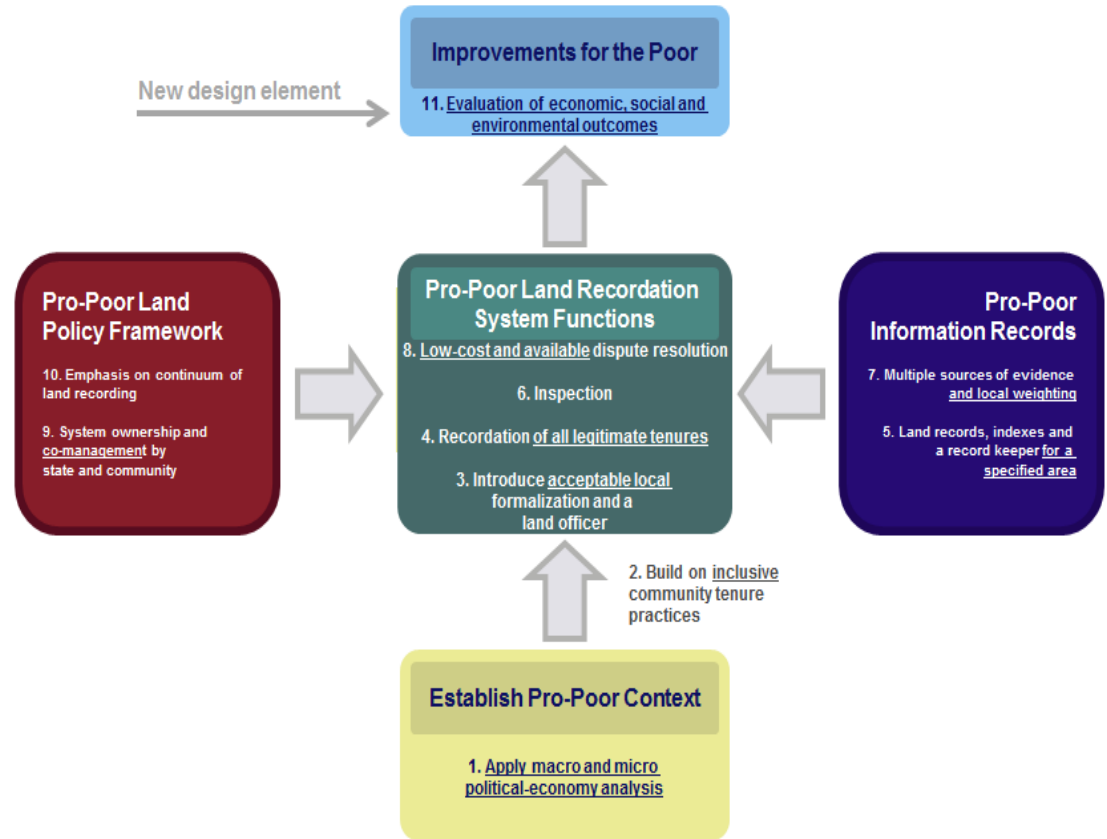 Improvements for the Poor
New design element
11. Evaluation of economic, social and
environmental outcomes
Pro-Poor Land
Policy Framework
10. Emphasis on continuum of
land recording
9. System ownership and
co-management by
state and community
Pro-Poor Land Recordation
System Functions
8. Low-cost and available dispute resolution
6. Inspection
4. Recordation of all legitimate tenures
3. Introduce acceptable local
formalization and a
land officer
Pro-Poor
Information Records
7. Multiple sources of evidence
and local weighting
5. Land records, indexes and
a record keeper for a
specified area
2. Build on inclusive
community tenure
practices
Establish Pro-Poor Context
1. Apply macro and micro
political-economy analysis